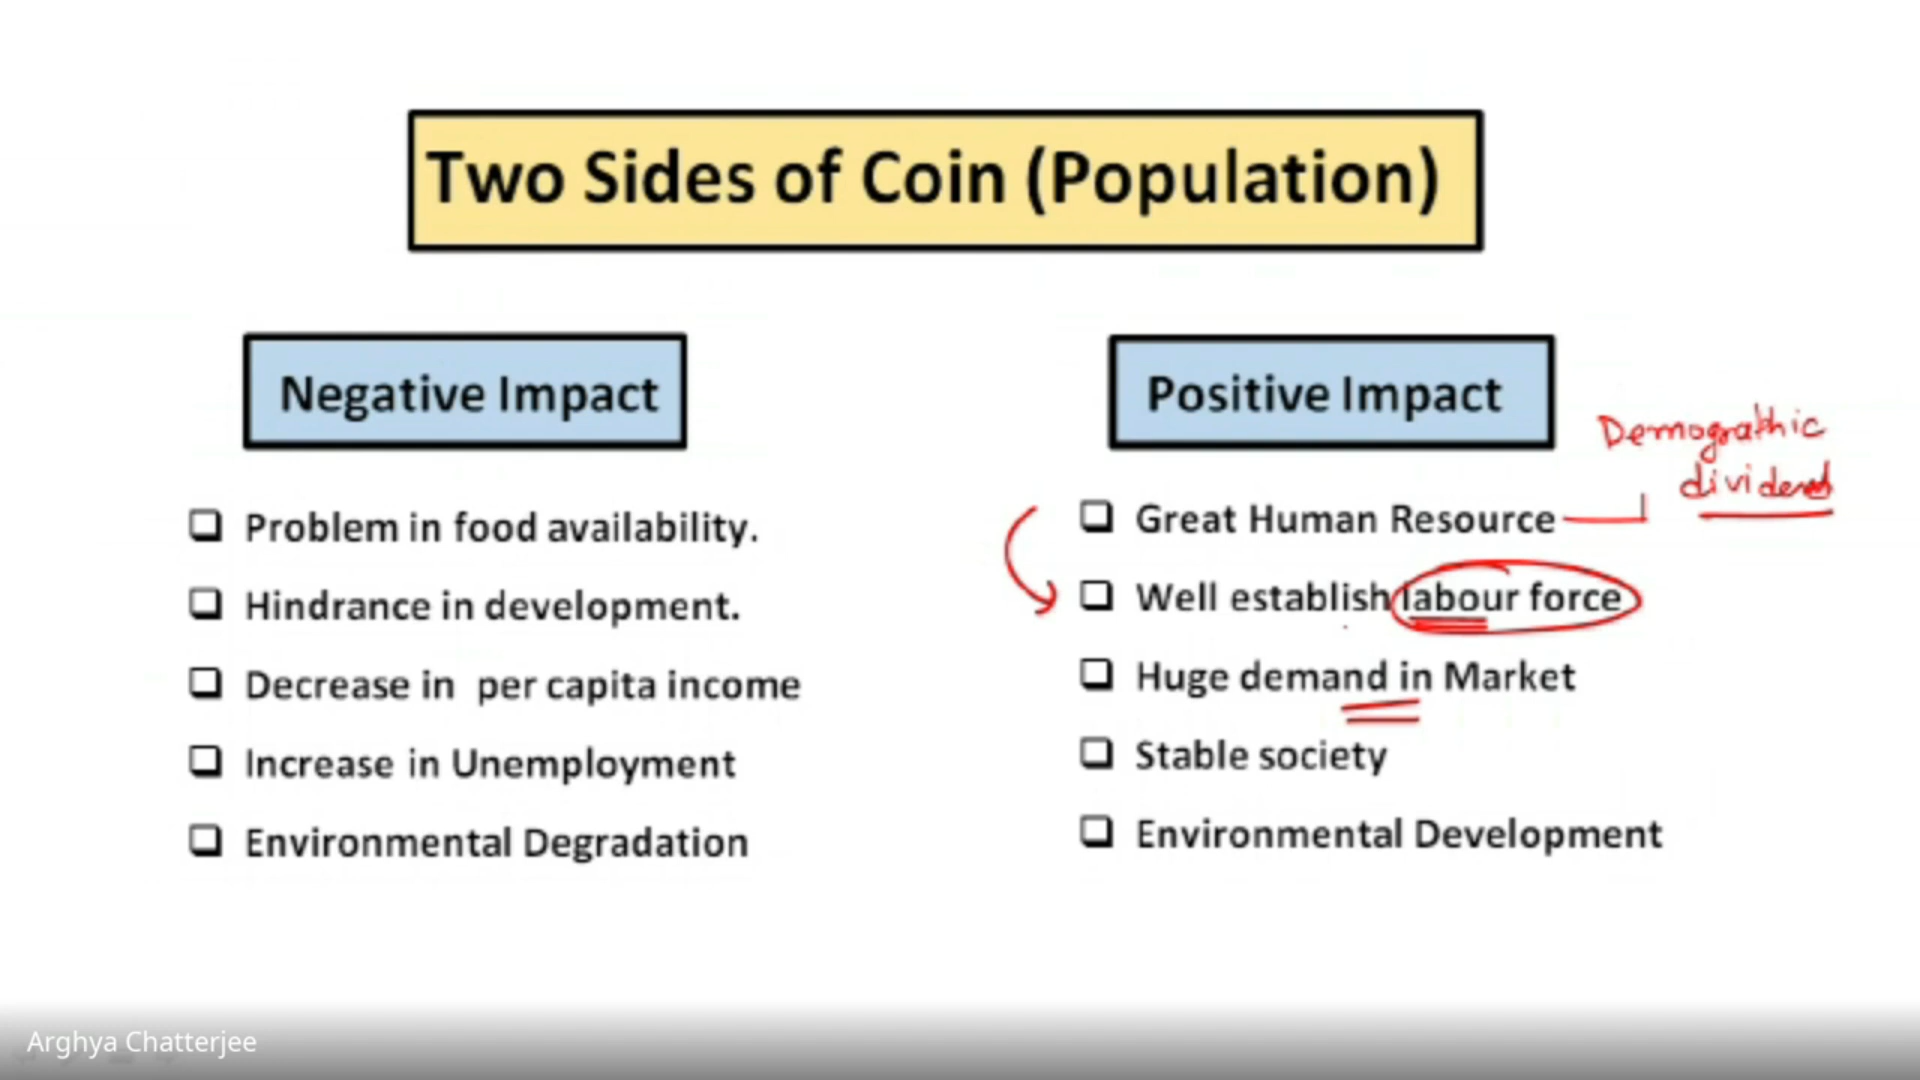 Two Sides of Coin (Population)
Negative Impact
Problem in food availability.
Hindrance in development.
Decrease in per capita income
Increase in Unemployment
Environmental Degradation
Positive Impact
Demographic
dividend
Great Human Resource
Well establish labour force
Huge demand in Market
Stable society
Environmental Development
Arghya Chatterjee